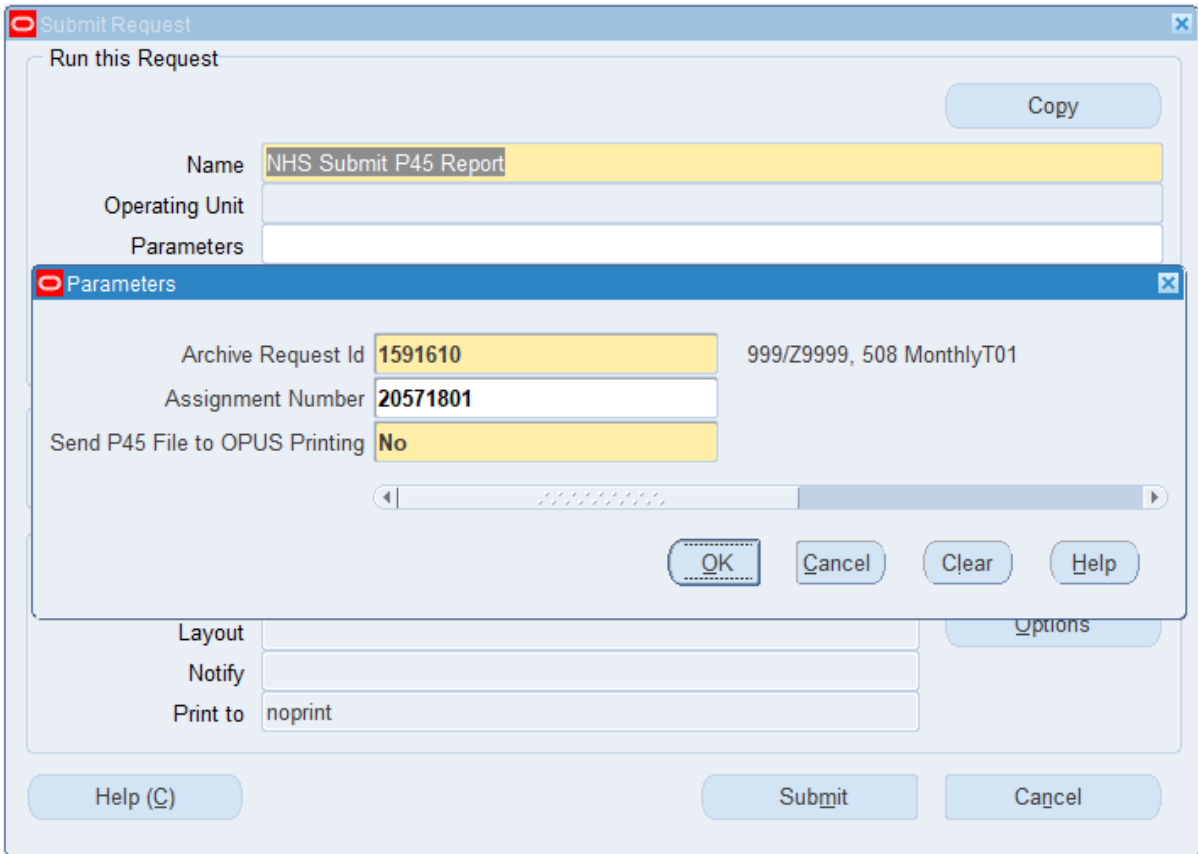 Submit Request
Run this Request
Copy
Name NHS Submit P45 Report
Operating Unit
Parameters
Parameters
Archive Request Id 1591610 999/Z9999, 508 MonthlyT01
Assignment Number 20571801
Send P45 File to OPUS Printing No
OK Cancel Clear Help
Layout Options
Notify
Print to noprint
Help (C) Submit Cancel